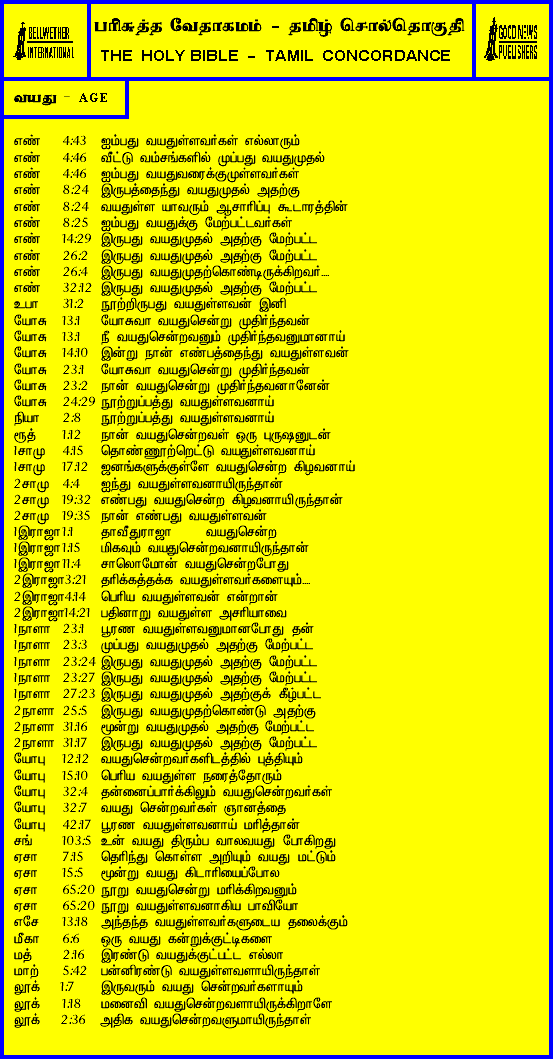 BELLWETHER
INTERNATIONAL
பரிசுத்த வேதாகமம் - தமிழ் சொல்தொகுதி
THE HOLY BIBLE - TAMIL CONCORDANCE
GOOD NEWS
PUBLISHERS
வயது - AGE
எண் 4:43 ஐம்பது வயதுள்ளவர்கள் எல்லாரும்
எண் 4:46 வீட்டு வம்சங்களில் முப்பது வயதுமுதல்
எண் 4:46 ஐம்பது வயதுவரைக்குமுள்ளவர்கள்
எண் 8:24 இருபத்தைந்து வயதுமுதல் அதற்கு
எண் 8:24 வயதுள்ள யாவரும் ஆசாரிப்பு கூடாரத்தின்
எண் 8:25 ஐம்பது வயதுக்கு மேற்பட்டவர்கள்
எண் 14:29 இருபது வயதுமுதல் அதற்கு மேற்பட்ட
எண் 26:2 இருபது வயதுமுதல் அதற்கு மேற்பட்ட
எண் 26:4 இருபது வயதுமுதற்கொண்டிருக்கிறவர்....
எண் 32:12 இருபது வயதுமுதல் அதற்கு மேற்பட்ட
உபா 31:2 நூற்றிருபது வயதுள்ளவன் இனி
யோசு 13:1 யோசுவா வயதுசென்று முதிர்ந்தவன்
யோசு 13:1 நீ வயதுசென்றவனும் முதிர்ந்தவனுமானாய்
யோசு 14:10 இன்று நான் எண்பத்தைந்து வயதுள்ளவன்
யோசு 23:1 யோசுவா வயதுசென்று முதிர்ந்தவன்
யோசு 23:2 நான் வயதுசென்று முதிர்ந்தவனானேன்
யோசு 24:29 நூற்றுப்பத்து வயதுள்ளவனாய்
நியா 2:8 நூற்றுப்பத்து வயதுள்ளவனாய்
ரூத் 1:12 நான் வயதுசென்றவள் ஒரு புருஷனுடன்
1சாமு 4:15 தொண்ணூற்றெட்டு வயதுள்ளவனாய்
1சாமு 17:12 ஜனங்களுக்குள்ளே வயதுசென்ற கிழவனாய்
2சாமு 4:4 ஐந்து வயதுள்ளவனாயிருந்தான்
2சாமு 19:32 எண்பது வயதுசென்ற கிழவனாயிருந்தான்
2சாமு 19:35 நான் எண்பது வயதுள்ளவன்
1இராஜா1:1 தாவீதுராஜா வயதுசென்ற
1இராஜா1:15 மிகவும் வயதுசென்றவனாயிருந்தான்
1இராஜா11:4 சாலொமோன் வயதுசென்றபோது
2இராஜா3:21 தரிக்கத்தக்க வயதுள்ளவர்களையும்....
2இராஜா4:14 பெரிய வயதுள்ளவன் என்றான்
2இராஜா14:21 பதினாறு வயதுள்ள அசரியாவை
1நாளா 23:1 பூரண வயதுள்ளவனுமானபோது தன்
1நாளா 23:3 முப்பது வயதுமுதல் அதற்கு மேற்பட்ட
1நாளா 23:24 இருபது வயதுமுதல் அதற்கு மேற்பட்ட
1நாளா 23:27 இருபது வயதுமுதல் அதற்கு மேற்பட்ட
1நாளா 27:23 இருபது வயதுமுதல் அதற்குக் கீழ்பட்ட
2நாளா 25:5 இருபது வயதுமுதற்கொண்டு அதற்கு
2நாளா 31:16 மூன்று வயதுமுதல் அதற்கு மேற்பட்ட
2நாளா 31:17 இருபது வயதுமுதல் அதற்கு மேற்பட்ட
யோபு 12:12 வயதுசென்றவர்களிடத்தில் புத்தியும்
யோபு 15:10 பெரிய வயதுள்ள நரைத்தோரும்
யோபு 32:4 தன்னைப்பார்க்கிலும் வயதுசென்றவர்கள்
யோபு 32:7 வயது சென்றவர்கள் ஞானத்தை
யோபு 42:17 பூரண வயதுள்ளவனாய் மரித்தான்
சங் 103:5 உன் வயது திரும்ப வாலவயது போகிறது
ஏசா 7:15 தெரிந்து கொள்ள அறியும் வயது மட்டும்
ஏசா 15:5 மூன்று வயது கிடாரியைப்போல
ஏசா 65:20 நூறு வயதுசென்று மரிக்கிறவனும்
ஏசா 65:20 நூறு வயதுள்ளவனாகிய பாவியோ
எசே 13:18 அந்தந்த வயதுள்ளவர்களுடைய தலைக்கும்
மீகா 6:6 ஒரு வயது கன்றுக்குட்டிகளை
மத் 2:16 இரண்டு வயதுக்குட்பட்ட எல்லா
மாற் 5:42 பன்னிரண்டு வயதுள்ளவளாயிருந்தாள்
லூக் 1:7 இருவரும் வயது சென்றவர்களாயும்
லூக் 1:18 மனைவி வயதுசென்றவளாயிருக்கிறாளே
லூக் 2:36 அதிக வயதுசென்றவளுமாயிருந்தாள்